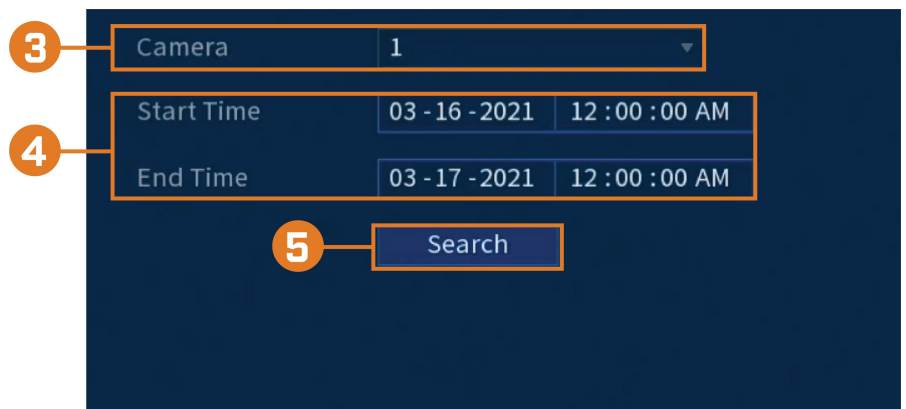 3 Camera 1
Start Time 03 -16 -2021 12 :00 :00 AM
4
End Time 03 -17 -2021 12 :00 :00 AM
5 Search